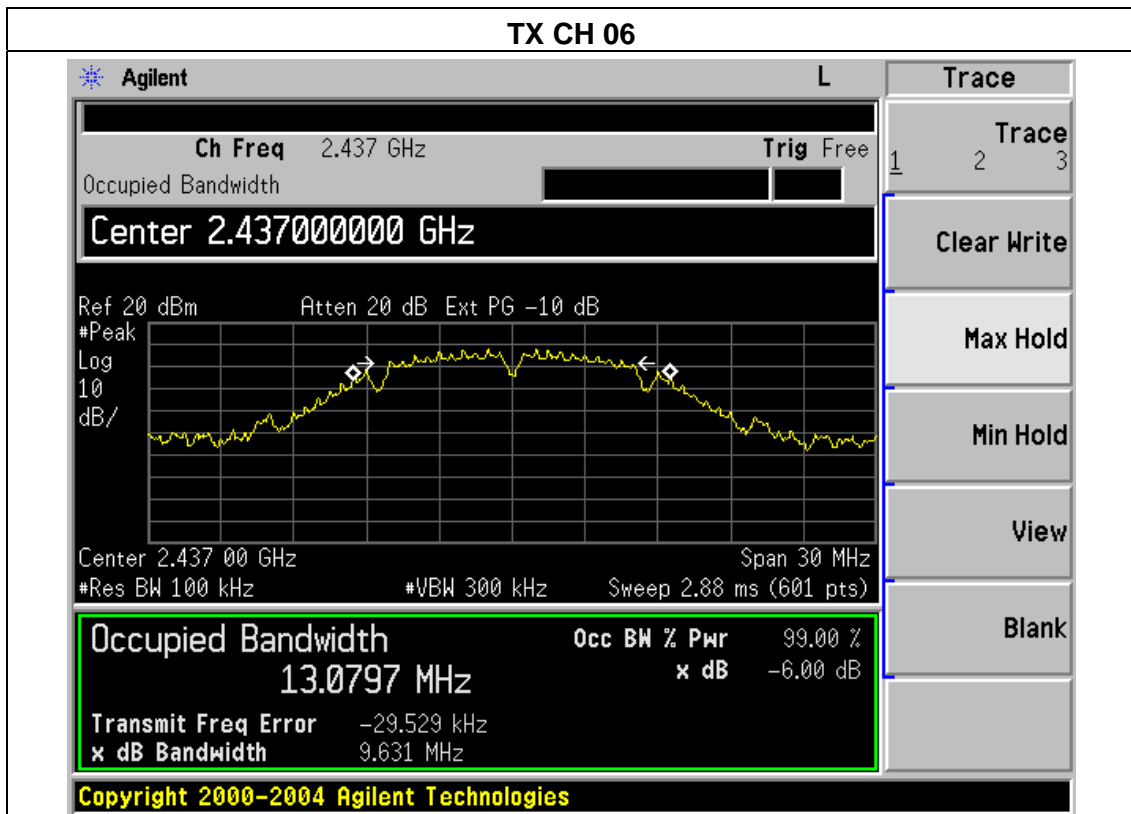 TX CH 06
Agilent L Trace
Ch Freq 2.437 GHz Trig Free
Occupied Bandwidth
Center 2.437000000 GHz
Ref 20 dBm Atten 20 dB Ext PG -10 dB
#Peak
Log
10
dB/
Center 2.437 00 GHz Span 30 MHz
#Res BW 100 kHz #VBW 300 kHz Sweep 2.88 ms (601 pts)
Occupied Bandwidth Occ BW % Pwr 99.00 %
13.0797 MHz x dB -6.00 dB
Transmit Freq Error -29.529 kHz
x dB Bandwidth 9.631 MHz
Copyright 2000-2004 Agilent Technologies
Trace
1 2 3
Clear Write
Max Hold
Min Hold
View
Blank